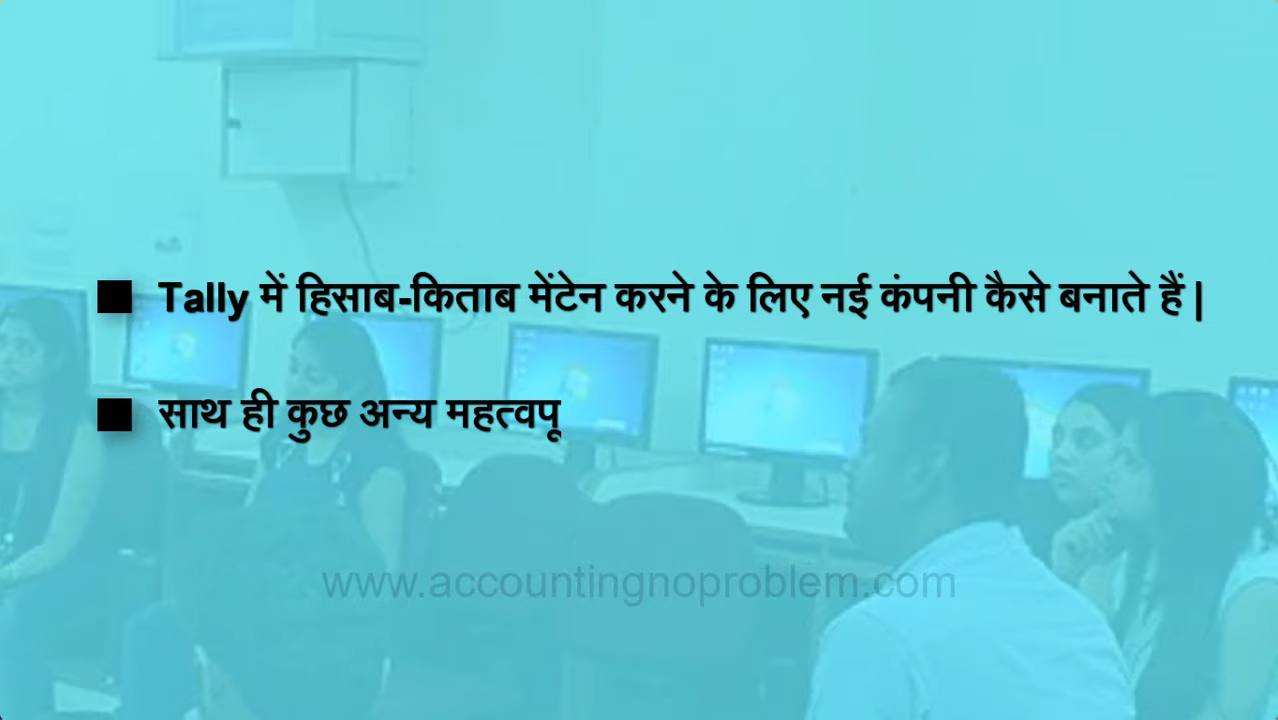 ■ Tally में हिसाब-किताब मेंटेन करने के लिए नई कंपनी कैसे बनाते हैं |
■ साथ ही कुछ अन्य महत्वपू
www.accountingnoproblem.com